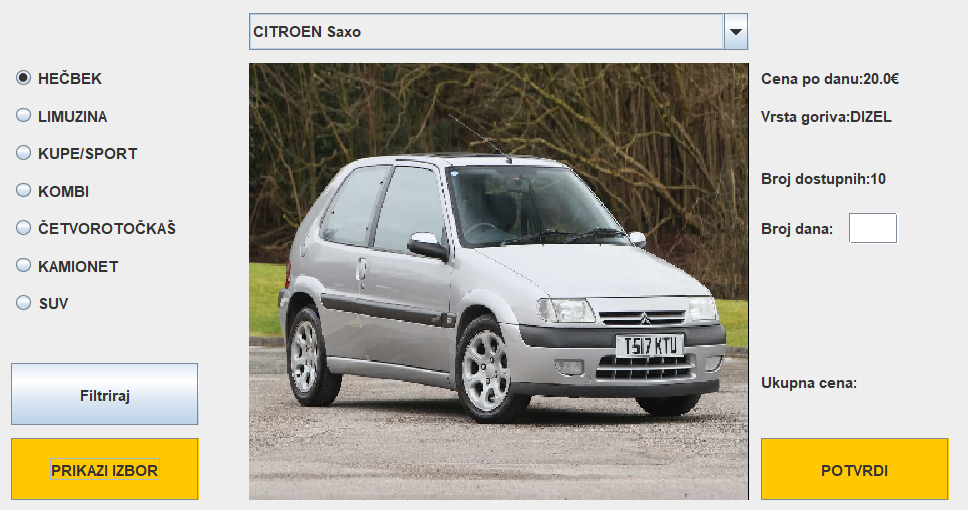 CITROEN Saxo
HEČBEK
LIMUZINA
KUPE/SPORT
KOMBI
ČETVOROTOČKAŠ
KAMIONET
SUV
Filtriraj
PRIKAZI IZBOR
T517 KTU
Cena po danu:20.0€
Vrsta goriva:DIZEL
Broj dostupnih:10
Broj dana:
Ukupna cena:
POTVRDI